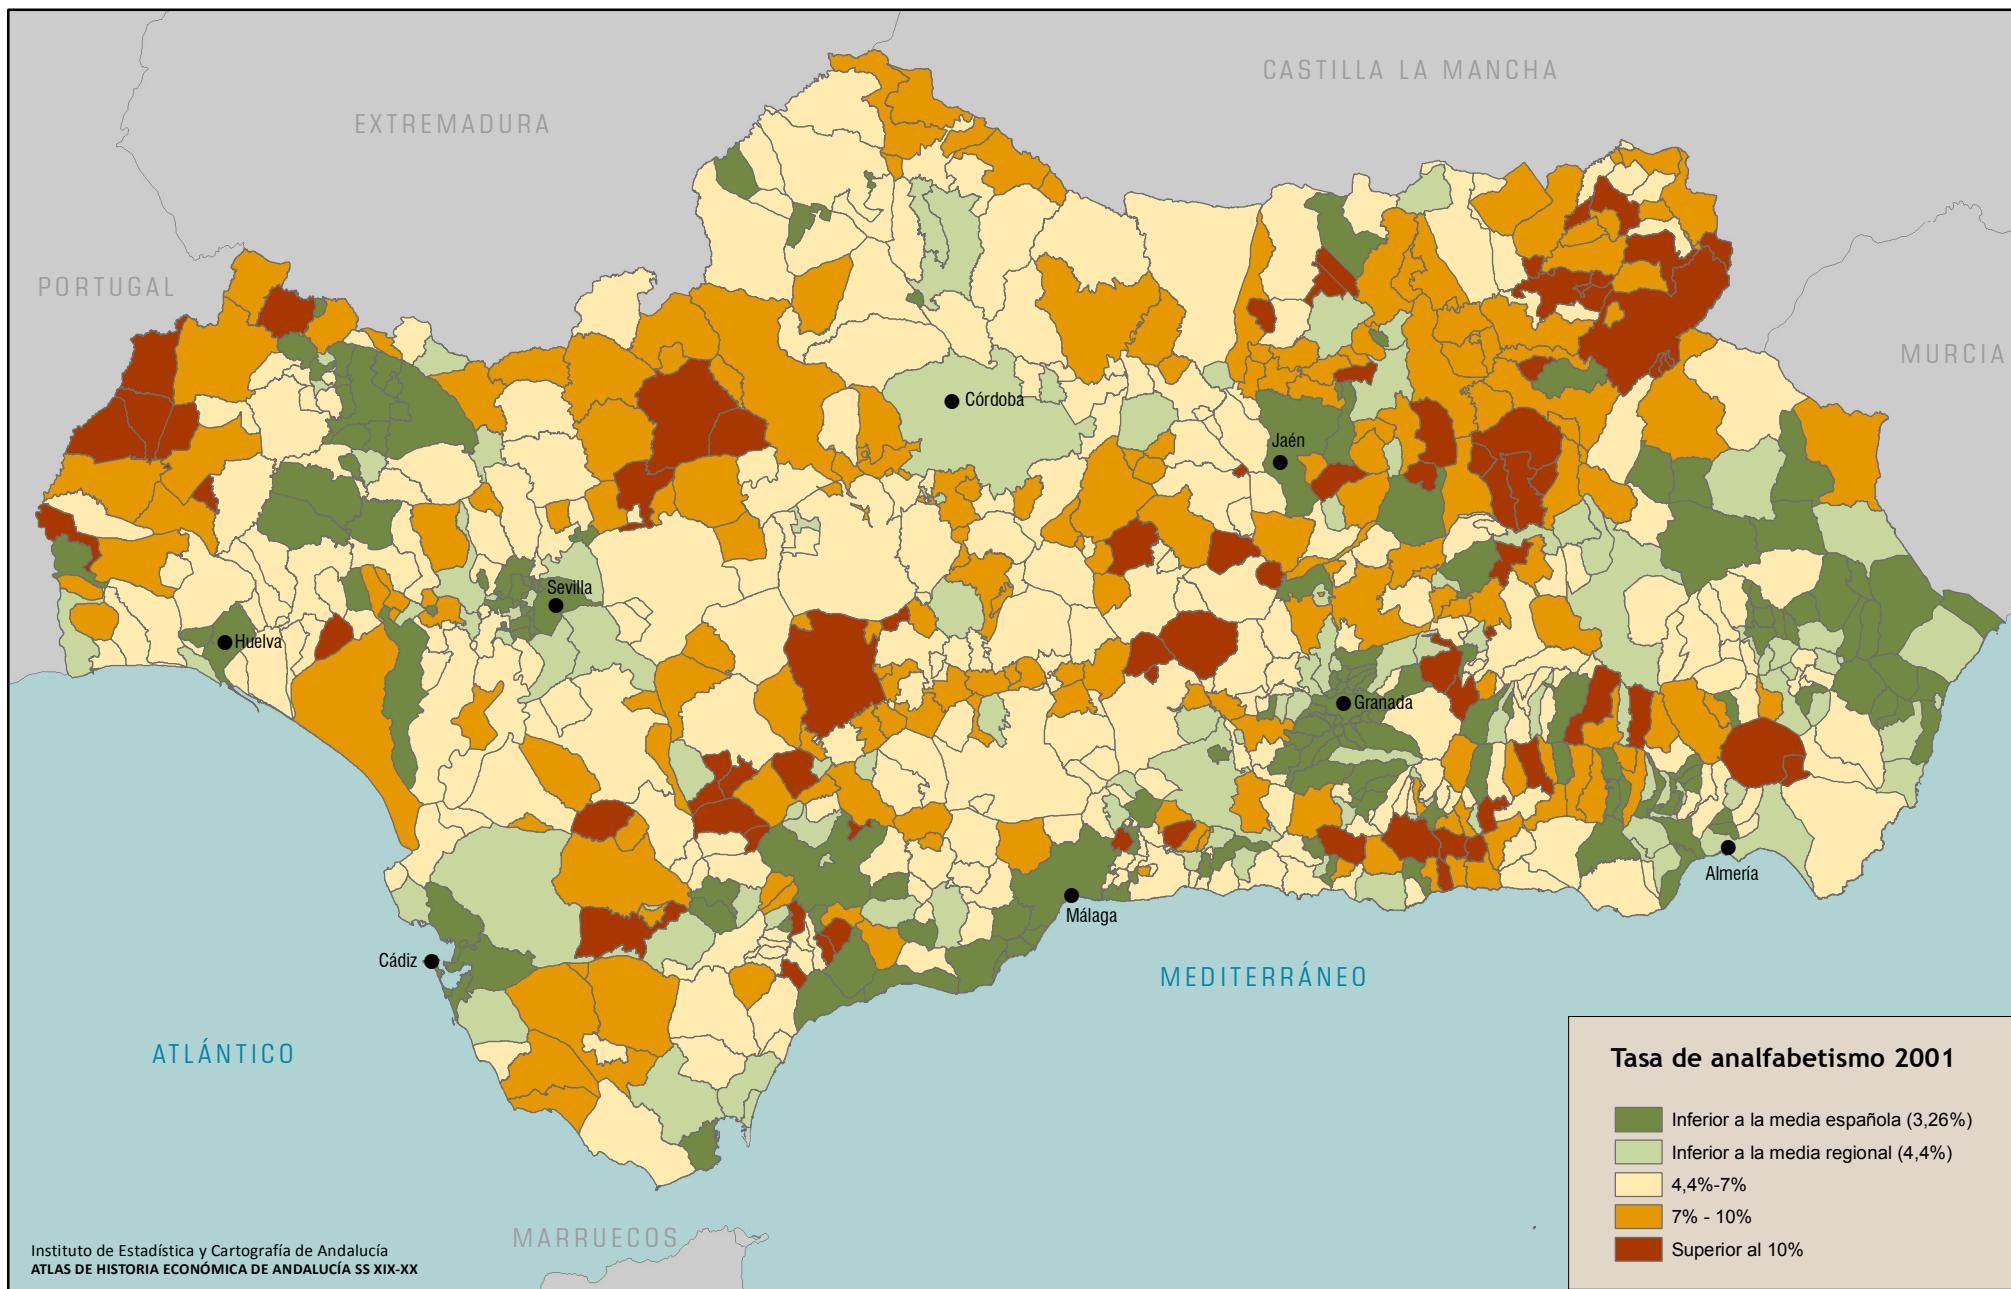 CASTILLA LA MANCHA
EXTREMADURA
PORTUGAL
MURCIA
Córdoba
Jaén
Sevilla
Huelva
Granada
Almería
Málaga
Cádiz
MEDITERRÁNEO
ATLÁNTICO
MARRUECOS
Tasa de analfabetismo 2001
Inferior a la media española (3,26%)
Inferior a la media regional (4,4%)
4,4%-7%
7% - 10%
Superior al 10%
Instituto de Estadística y Cartografía de Andalucía
ATLAS DE HISTORIA ECONÓMICA DE ANDALUCÍA SS XIX-XX